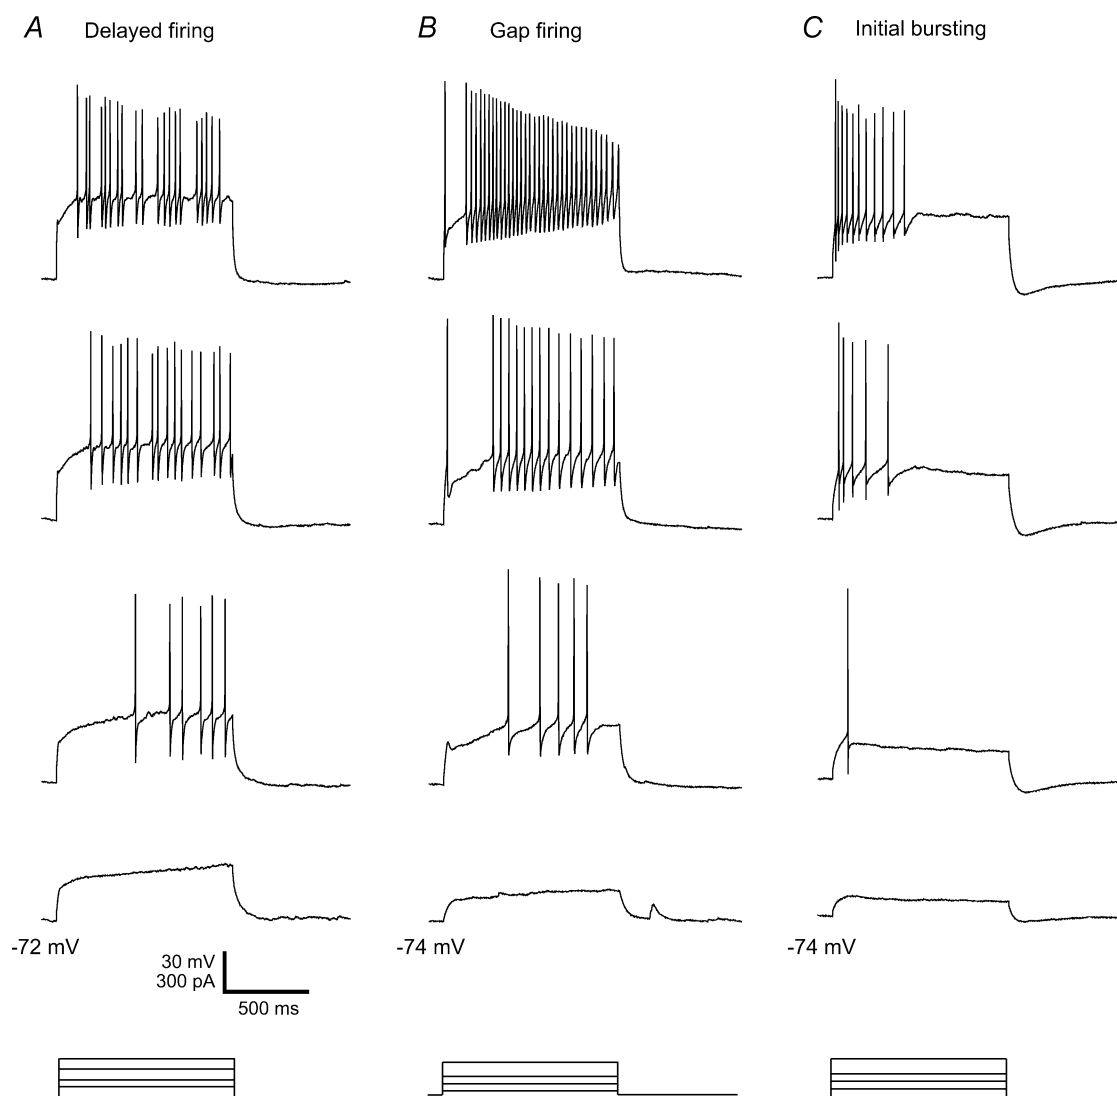 A Delayed firing
B Gap firing
C Initial bursting
-72 mV
-74 mV
-74 mV
30 mV
300 pA
500 ms